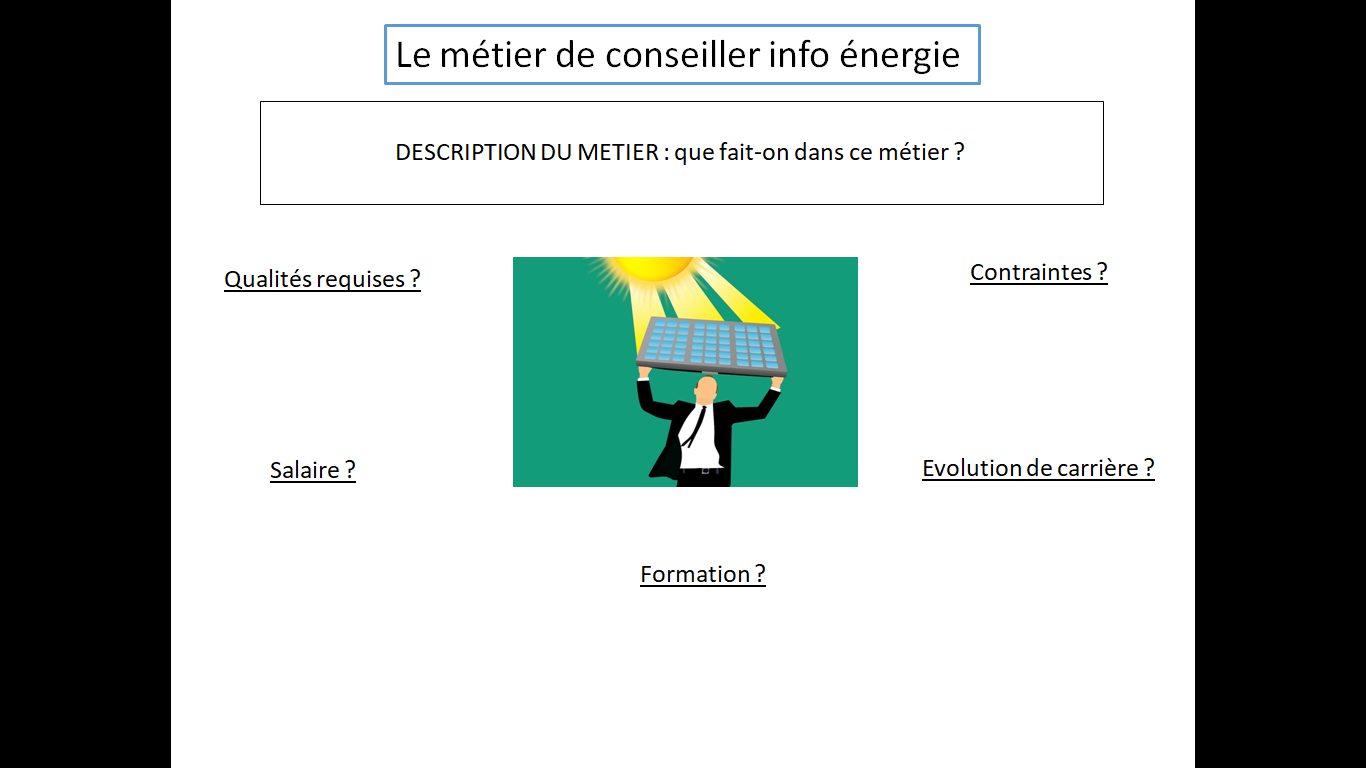 Le métier de conseiller info énergie
DESCRIPTION DU METIER : que fait-on dans ce métier ?
Qualités requises ?
Contraintes ?
Salaire ?
Evolution de carrière ?
Formation ?